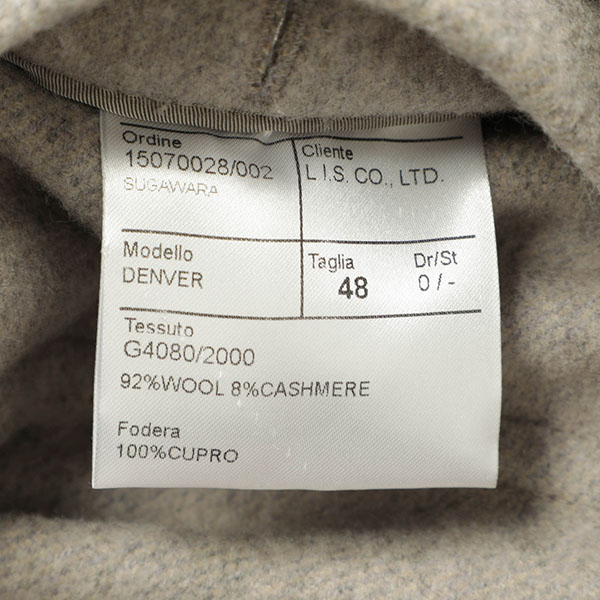 Ordine
15070028/002
SUGAWARA
Cliente
L.I.S. CO., LTD.
Modello
DENVER
Taglia
48
Dr/St
0 / -
Tessuto
G4080/2000
92%WOOL 8%CASHMERE
Fodera
100%CUPRO